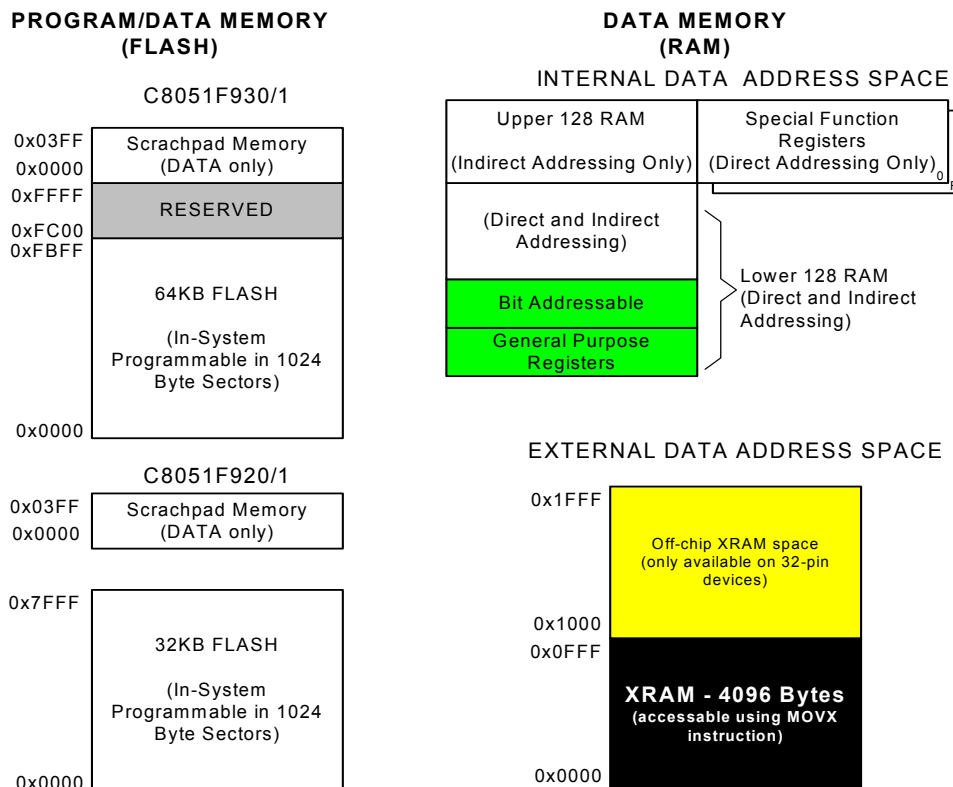 PROGRAM/DATA MEMORY
(FLASH)
C8051F930/1
0x03FF
Scrachpad Memory
(DATA only)
0x0000
0xFFFF
RESERVED
0xFC00
0xFBFF
64KB FLASH
(In-System
Programmable in 1024
Byte Sectors)
0x0000
C8051F920/1
0x03FF
Scrachpad Memory
(DATA only)
0x0000
0x7FFF
32KB FLASH
(In-System
Programmable in 1024
Byte Sectors)
0x0000
DATA MEMORY
(RAM)
INTERNAL DATA ADDRESS SPACE
Upper 128 RAM
(Indirect Addressing Only)
Special Function
Registers
(Direct Addressing Only)
0
F
(Direct and Indirect
Addressing)
Bit Addressable
General Purpose
Registers
Lower 128 RAM
(Direct and Indirect
Addressing)
EXTERNAL DATA ADDRESS SPACE
0x1FFF
Off-chip XRAM space
(only available on 32-pin
devices)
0x1000
0x0FFF
XRAM - 4096 Bytes
(accessable using MOVX
instruction)
0x0000